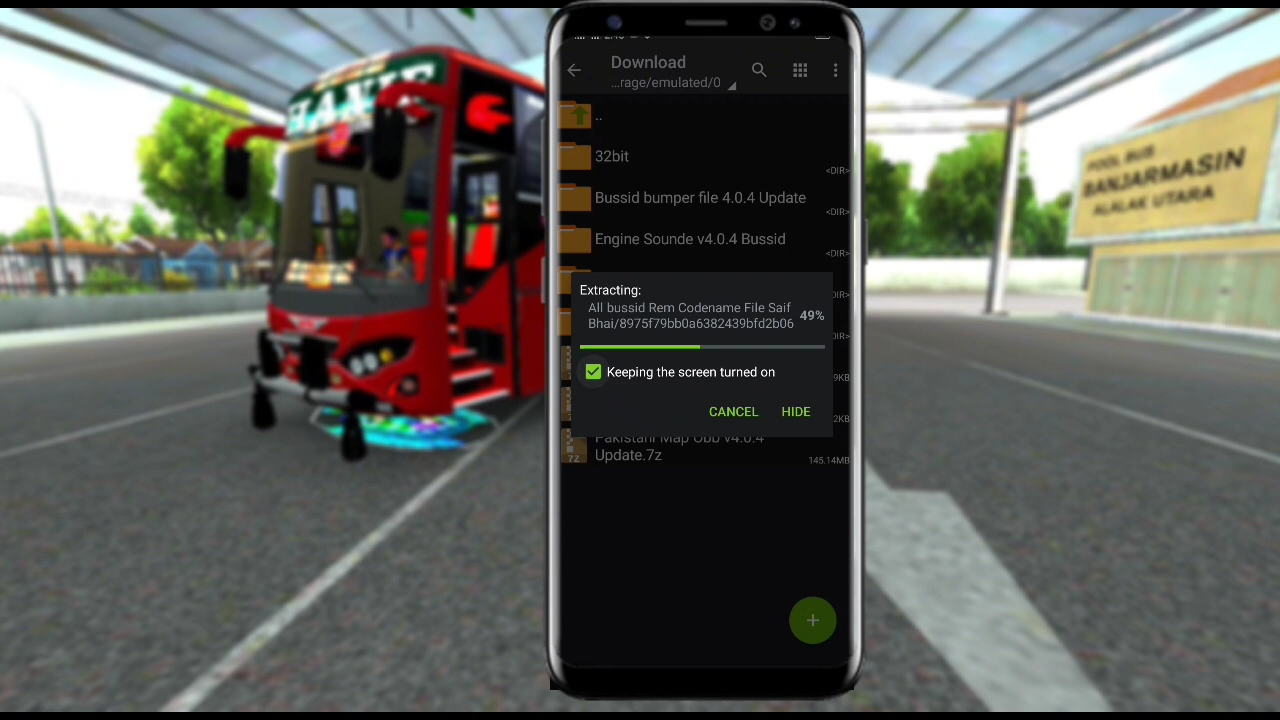 Download
...rage/emulated/0
..
32bit
<DIR>
Bussid bumper file 4.0.4 Update
<DIR>
Engine Sounde v4.0.4 Bussid
<DIR>
Extracting:
All bussid Rem Codename File Saif
Bhai/8975f79bb0a6382439bfd2b06
49%
Keeping the screen turned on
CANCEL
HIDE
Pakistani Map Obb v4.0.4
Update.7z
7Z
145.14MB
POOL BUS
BANJARMASIN
ALALAK UTARA